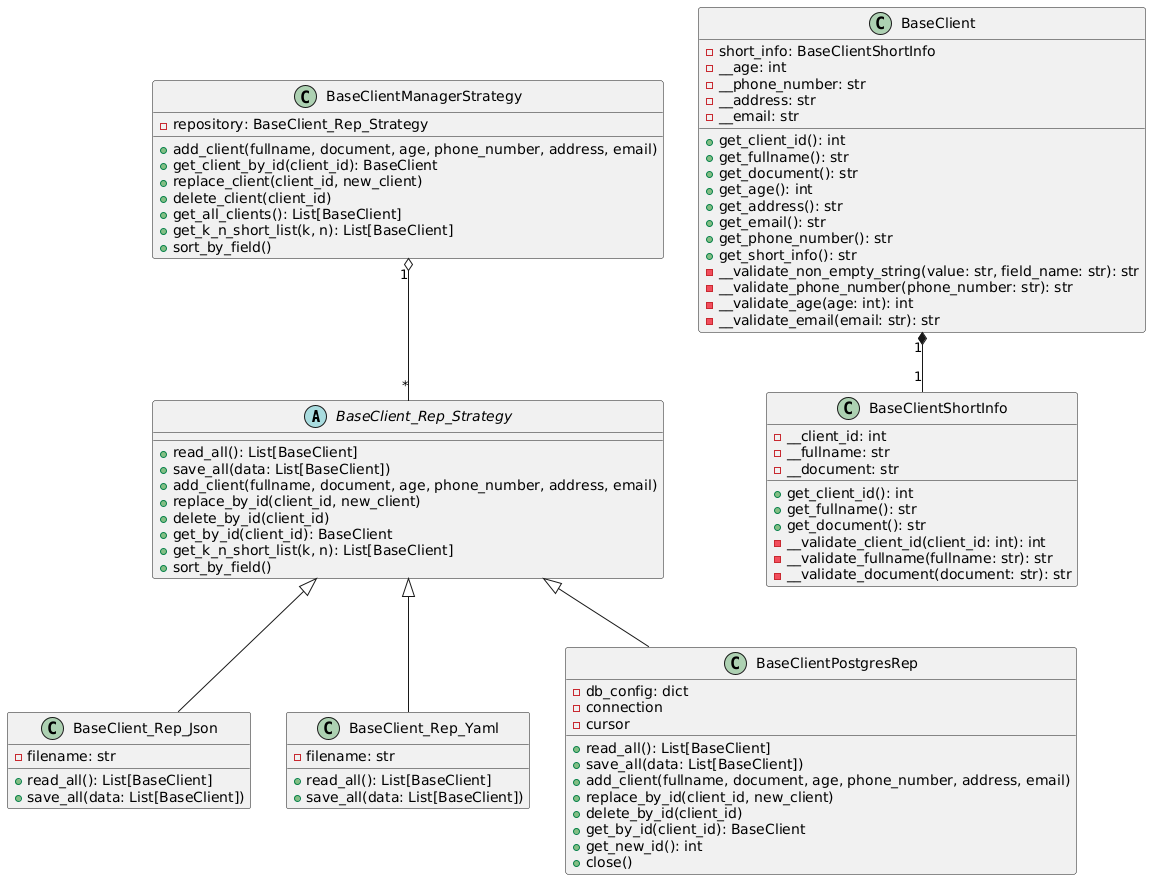 C BaseClientManagerStrategy
repository: BaseClient_Rep_Strategy
add_client(fullname, document, age, phone_number, address, email)
get_client_by_id(client_id): BaseClient
replace_client(client_id, new_client)
delete_client(client_id)
get_all_clients(): List[BaseClient]
get_k_n_short_list(k, n): List[BaseClient]
sort_by_field()
C BaseClient
short_info: BaseClientShortInfo
__age: int
__phone_number: str
__address: str
__email: str
get_client_id(): int
get_fullname(): str
get_document(): str
get_age(): int
get_address(): str
get_email(): str
get_phone_number(): str
get_short_info(): str
__validate_non_empty_string(value: str, field_name: str): str
__validate_phone_number(phone_number: str): str
__validate_age(age: int): int
__validate_email(email: str): str
1
*
1
1
A BaseClient_Rep_Strategy
read_all(): List[BaseClient]
save_all(data: List[BaseClient])
add_client(fullname, document, age, phone_number, address, email)
replace_by_id(client_id, new_client)
delete_by_id(client_id)
get_by_id(client_id): BaseClient
get_k_n_short_list(k, n): List[BaseClient]
sort_by_field()
C BaseClientShortInfo
__client_id: int
__fullname: str
__document: str
get_client_id(): int
get_fullname(): str
get_document(): str
__validate_client_id(client_id: int): int
__validate_fullname(fullname: str): str
__validate_document(document: str): str
C BaseClient_Rep_Json
filename: str
read_all(): List[BaseClient]
save_all(data: List[BaseClient])
C BaseClient_Rep_Yaml
filename: str
read_all(): List[BaseClient]
save_all(data: List[BaseClient])
C BaseClientPostgresRep
db_config: dict
connection
cursor
read_all(): List[BaseClient]
save_all(data: List[BaseClient])
add_client(fullname, document, age, phone_number, address, email)
replace_by_id(client_id, new_client)
delete_by_id(client_id)
get_by_id(client_id): BaseClient
get_new_id(): int
close()